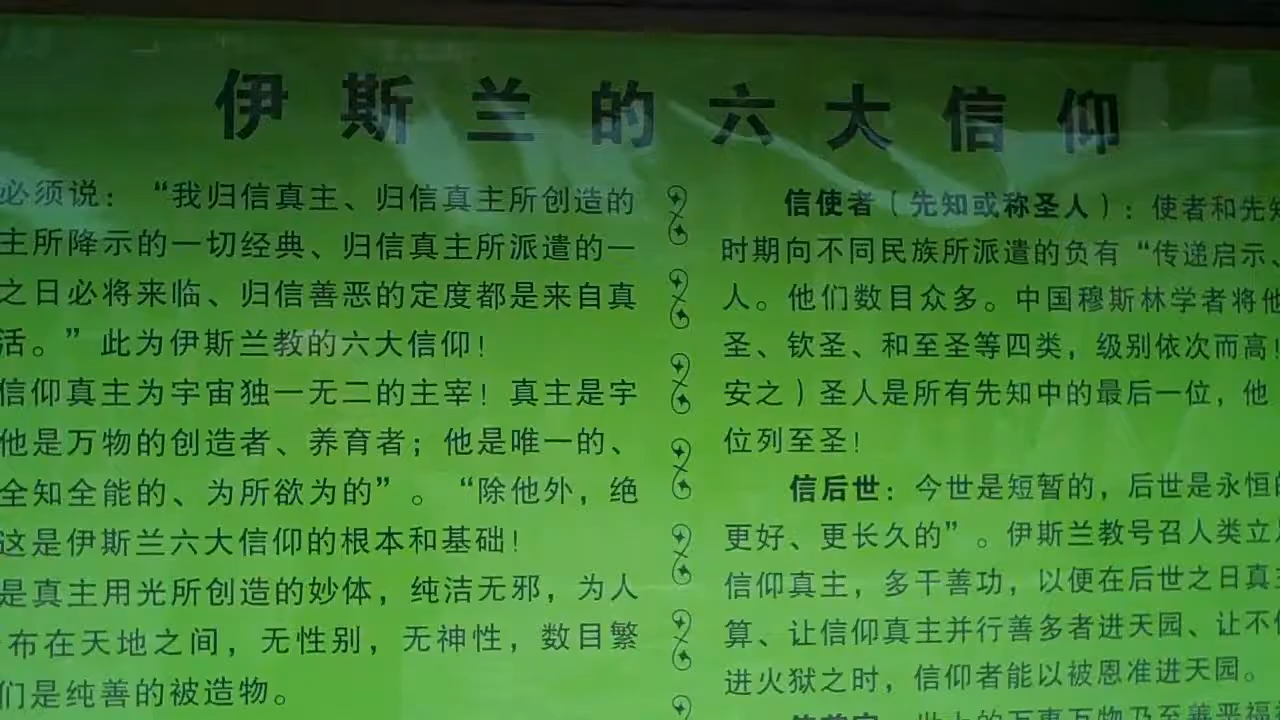 伊斯兰的六大信仰
必须说：“我归信真主、归信真主所创造的
主所降示的一切经典、归信真主所派遣的一
之日必将来临、归信善恶的定度都是来自真
活。”此为伊斯兰教的六大信仰！
信仰真主为宇宙独一无二的主宰！真主是宇
他是万物的创造者、养育者；他是唯一的、
全知全能的、为所欲为的”。“除他外，绝
这是伊斯兰六大信仰的根本和基础！
是真主用光所创造的妙体，纯洁无邪，为人
布在天地之间，无性别，无神性，数目繁
们是纯善的被造物。
信使者（先知或称圣人）：使者和先知
时期向不同民族所派遣的负有“传递启示、
人。他们数目众多。中国穆斯林学者将他
圣、钦圣、和至圣等四类，级别依次而高！
安之）圣人是所有先知中的最后一位，他
位列至圣！
信后世：今世是短暂的，后世是永恒的
更好、更长久的”。伊斯兰教号召人类立足
信仰真主，多干善功，以便在后世之日真主
算、让信仰真主并行善多者进天园、让不信
进火狱之时，信仰者能以被恩准进天园。
世上的万事万物乃至善恶福